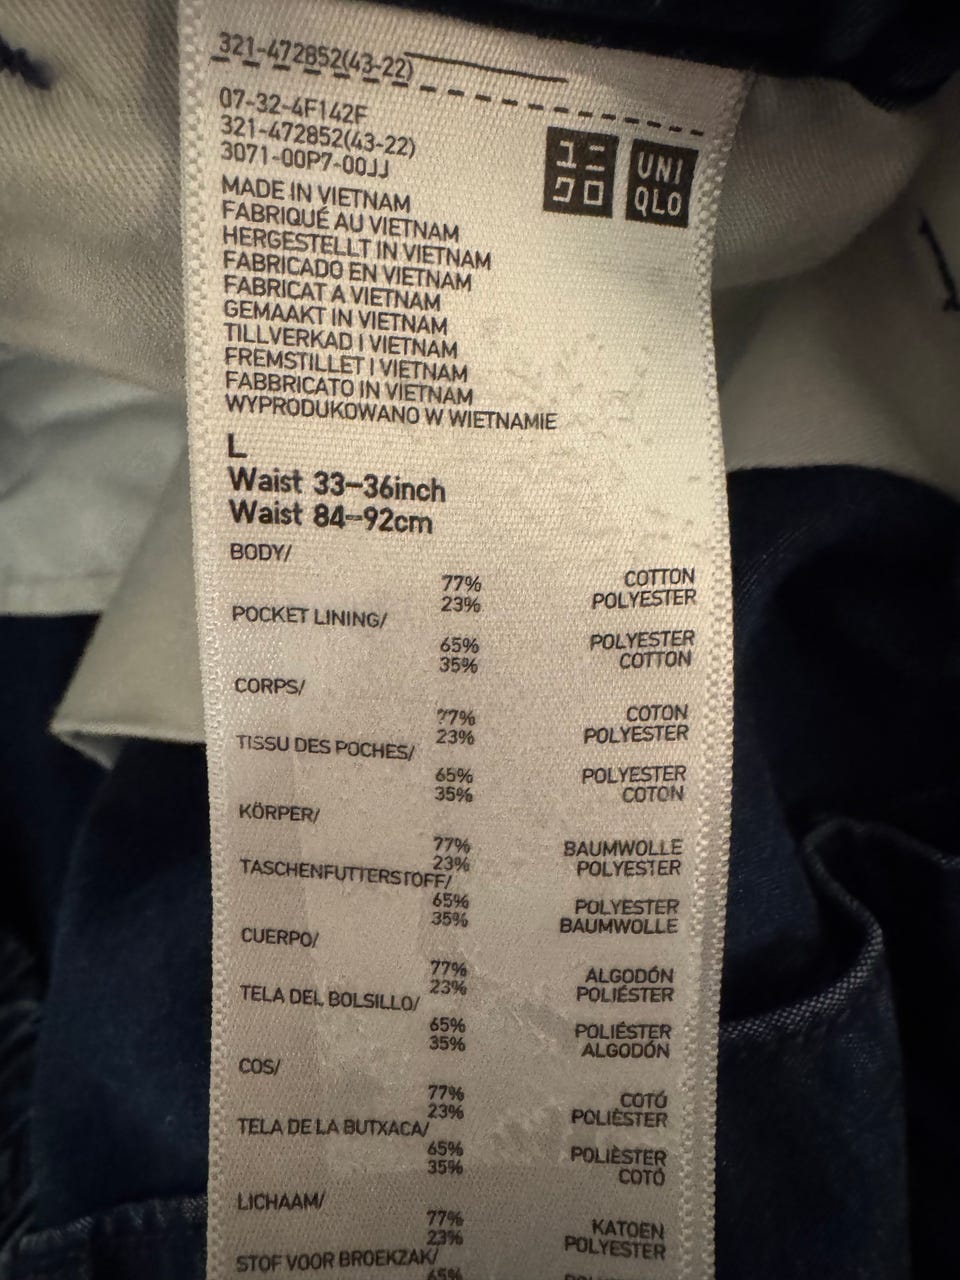 321-472852(43-22)
07-32-4F142F
321-472852(43-22)
3071-00P7-00JJ
ユニ
クロ
UNI
QLO
MADE IN VIETNAM
FABRIQUÉ AU VIETNAM
HERGESTELLT IN VIETNAM
FABRICADO EN VIETNAM
FABRICAT A VIETNAM
GEMAAKT IN VIETNAM
TILLVERKAD I VIETNAM
FREMSTILLET I VIETNAM
FABBRICATO IN VIETNAM
WYPRODUKOWANO W WIETNAMIE
L
Waist 33-36inch
Waist 84-92cm
BODY/
77% COTTON
23% POLYESTER
POCKET LINING/
65% POLYESTER
35% COTTON
CORPS/
77% COTON
23% POLYESTER
TISSU DES POCHES/
65% POLYESTER
35% COTON
KÖRPER/
77% BAUMWOLLE
23% POLYESTER
TASCHENFUTTERSTOFF/
65% POLYESTER
35% BAUMWOLLE
CUERPO/
77% ALGODÓN
23% POLIÉSTER
TELA DEL BOLSILLO/
65% POLIÉSTER
35% ALGODÓN
COS/
77% COTÓ
23% POLIÈSTER
TELA DE LA BUTXACA/
65% POLIÈSTER
35% COTÓ
LICHAAM/
77% KATOEN
23% POLYESTER
STOF VOOR BROEKZAK/
65%